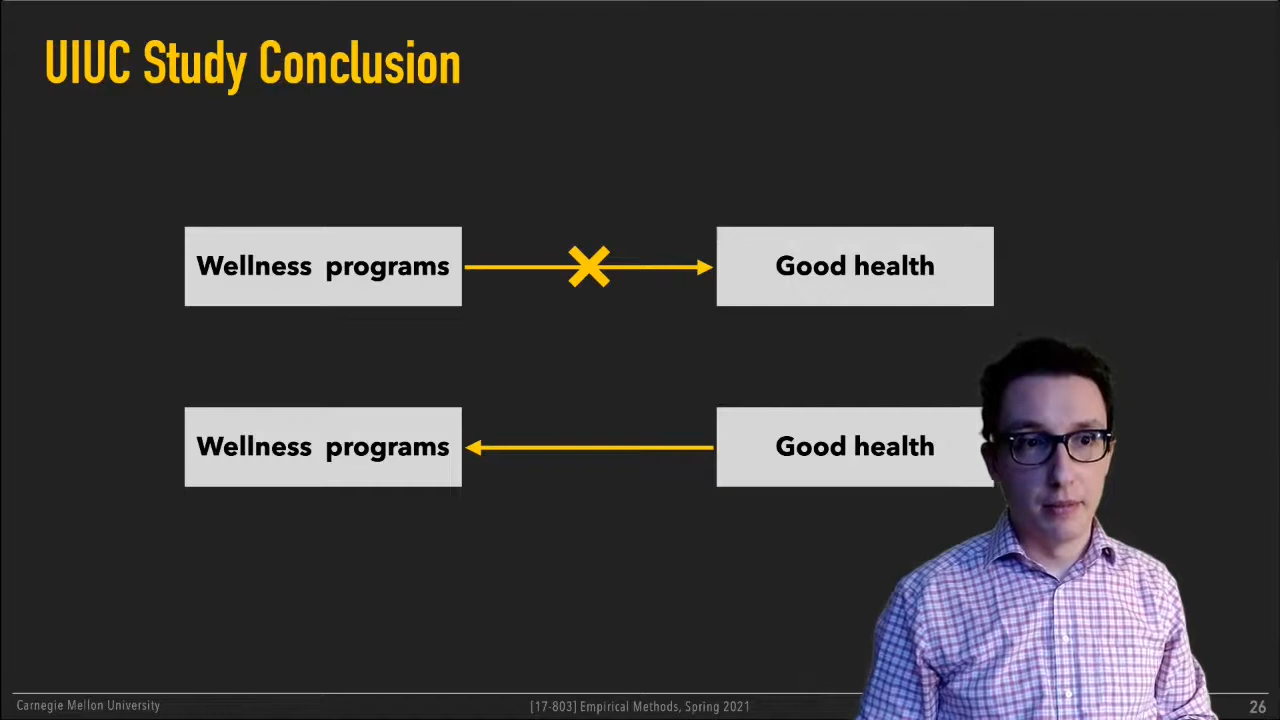 UIUC Study Conclusion
Wellness programs
Good health
Wellness programs
Good health
Carnegie Mellon University
[17-803] Empirical Methods, Spring 2021
26